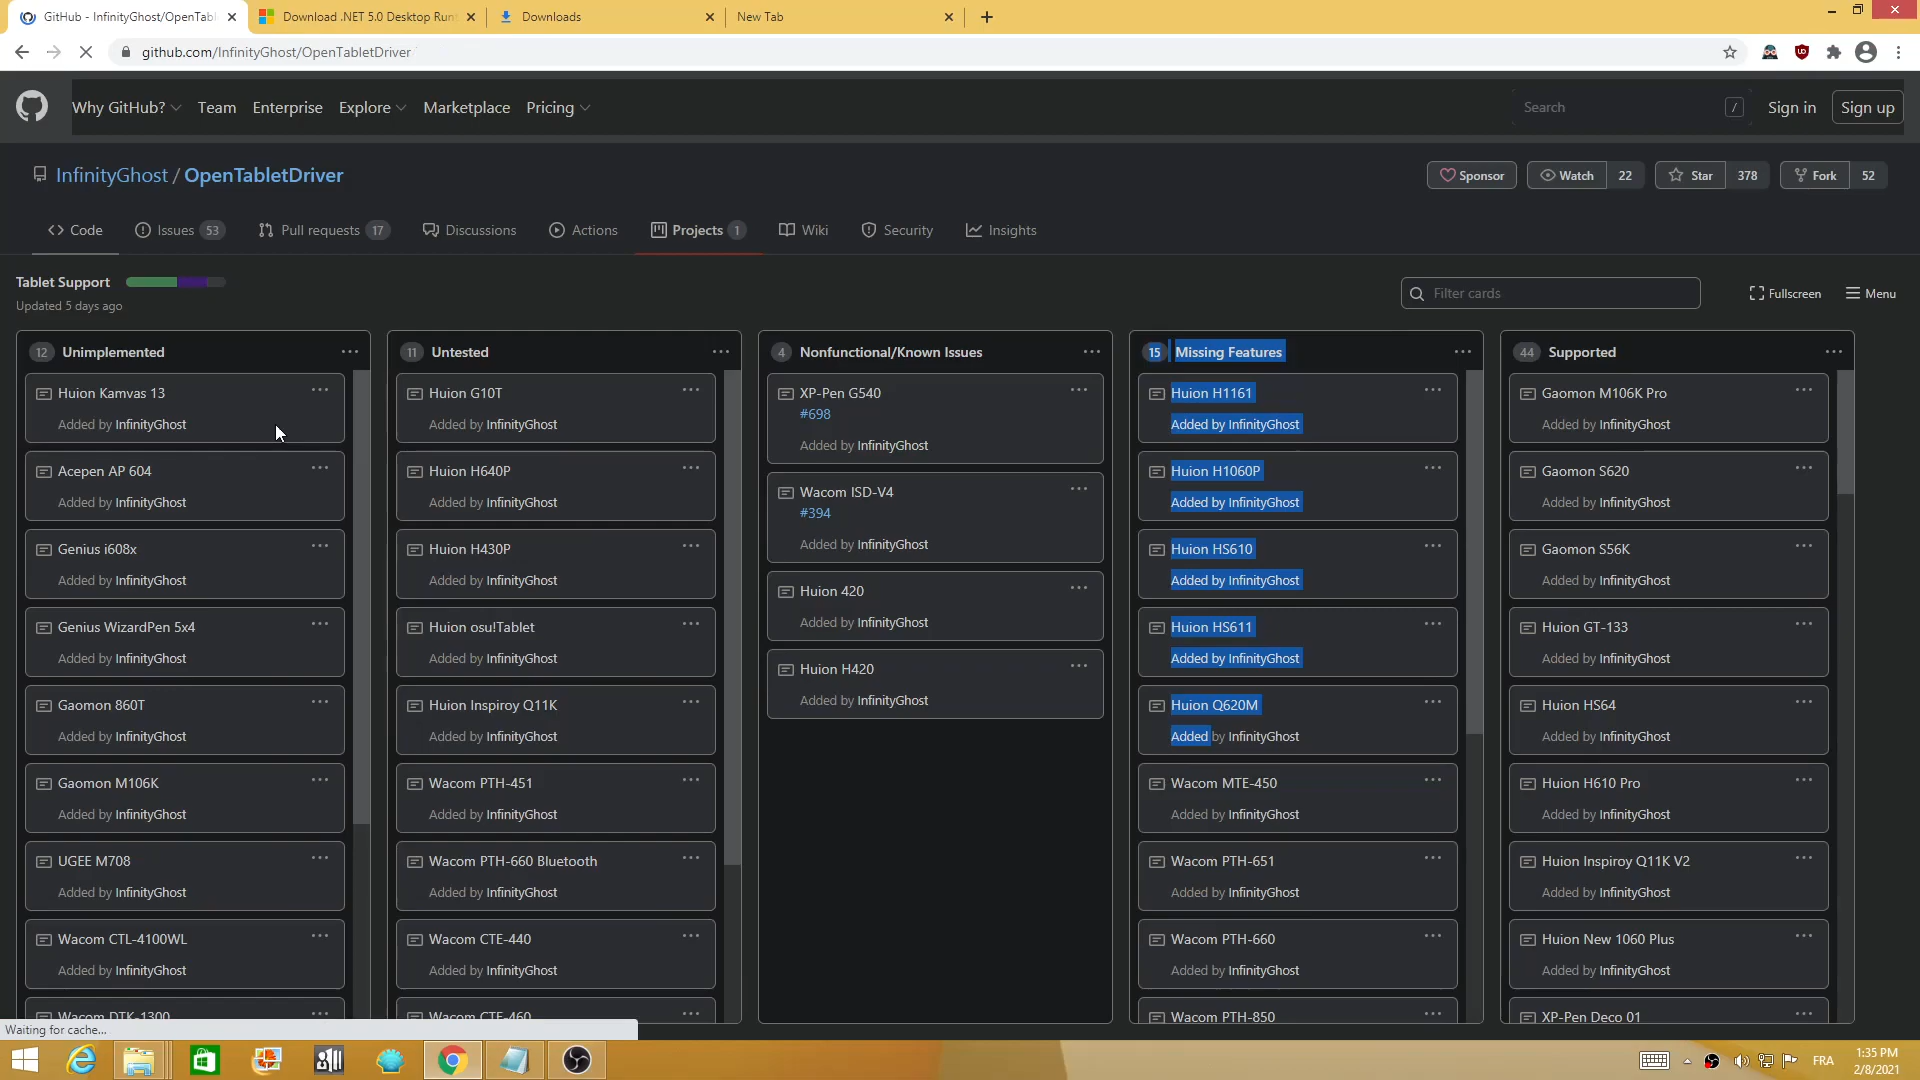 GitHub - InfinityGhost/OpenTabl
Download .NET 5.0 Desktop Run
Downloads
New Tab
github.com/InfinityGhost/OpenTabletDriver
Why GitHub? Team Enterprise Explore Marketplace Pricing
Search / Sign in Sign up
InfinityGhost / OpenTabletDriver
Sponsor Watch 22 Star 378 Fork 52
Code Issues 53 Pull requests 17 Discussions Actions Projects 1 Wiki Security Insights
Tablet Support
Updated 5 days ago
Filter cards
Fullscreen Menu
12 Unimplemented
Huion Kamvas 13
Added by InfinityGhost
Acepen AP 604
Added by InfinityGhost
Genius i608x
Added by InfinityGhost
Genius WizardPen 5x4
Added by InfinityGhost
Gaomon 860T
Added by InfinityGhost
Gaomon M106K
Added by InfinityGhost
UGEE M708
Added by InfinityGhost
Wacom CTL-4100WL
Added by InfinityGhost
Wacom DTK-1300
11 Untested
Huion G10T
Added by InfinityGhost
Huion H640P
Added by InfinityGhost
Huion H430P
Added by InfinityGhost
Huion osu!Tablet
Added by InfinityGhost
Huion Inspiroy Q11K
Added by InfinityGhost
Wacom PTH-451
Added by InfinityGhost
Wacom PTH-660 Bluetooth
Added by InfinityGhost
Wacom CTE-440
Added by InfinityGhost
Wacom CTE-460
4 Nonfunctional/Known Issues
XP-Pen G540
#698
Added by InfinityGhost
Wacom ISD-V4
#394
Added by InfinityGhost
Huion 420
Added by InfinityGhost
Huion H420
Added by InfinityGhost
15 Missing Features
Huion H1161
Added by InfinityGhost
Huion H1060P
Added by InfinityGhost
Huion HS610
Added by InfinityGhost
Huion HS611
Added by InfinityGhost
Huion Q620M
Added by InfinityGhost
Wacom MTE-450
Added by InfinityGhost
Wacom PTH-651
Added by InfinityGhost
Wacom PTH-660
Added by InfinityGhost
Wacom PTH-850
44 Supported
Gaomon M106K Pro
Added by InfinityGhost
Gaomon S620
Added by InfinityGhost
Gaomon S56K
Added by InfinityGhost
Huion GT-133
Added by InfinityGhost
Huion HS64
Added by InfinityGhost
Huion H610 Pro
Added by InfinityGhost
Huion Inspiroy Q11K V2
Added by InfinityGhost
Huion New 1060 Plus
Added by InfinityGhost
XP-Pen Deco 01
Waiting for cache...
FRA
1:35 PM
2/8/2021